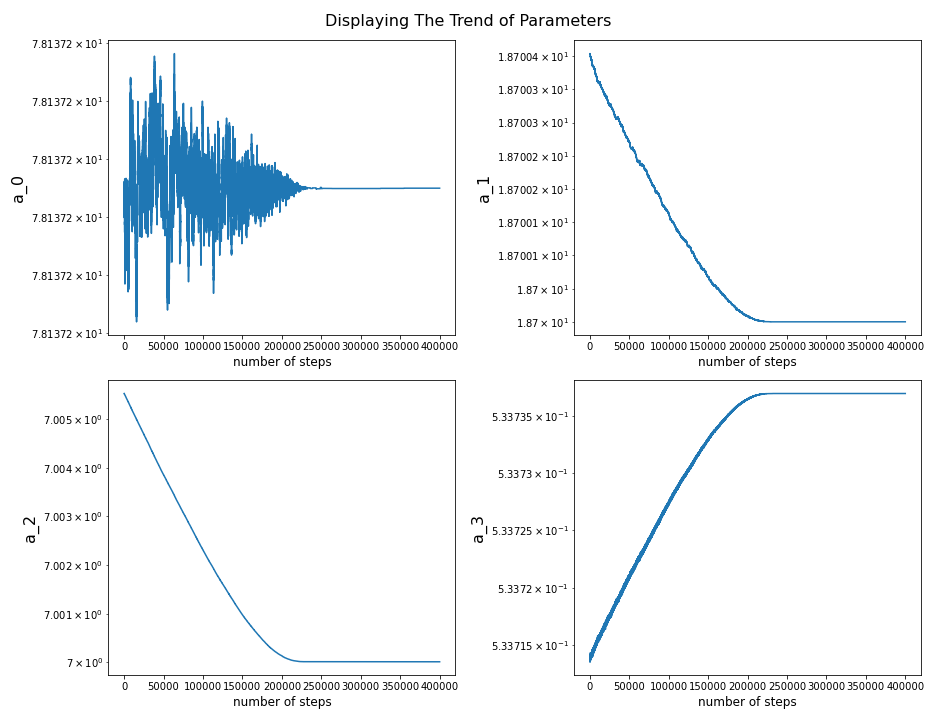 Displaying The Trend of Parameters
a_0
7.81372 × 10¹
7.81372 × 10¹
7.81372 × 10¹
7.81372 × 10¹
7.81372 × 10¹
7.81372 × 10¹
0 50000 100000 150000 200000 250000 300000 350000 400000
number of steps
a_1
1.87004 × 10¹
1.87003 × 10¹
1.87003 × 10¹
1.87002 × 10¹
1.87002 × 10¹
1.87001 × 10¹
1.87001 × 10¹
1.87 × 10¹
1.87 × 10¹
0 50000 100000 150000 200000 250000 300000 350000 400000
number of steps
a_2
7.005 × 10⁰
7.004 × 10⁰
7.003 × 10⁰
7.002 × 10⁰
7.001 × 10⁰
7 × 10⁰
0 50000 100000 150000 200000 250000 300000 350000 400000
number of steps
a_3
5.33735 × 10⁻¹
5.3373 × 10⁻¹
5.33725 × 10⁻¹
5.3372 × 10⁻¹
5.33715 × 10⁻¹
0 50000 100000 150000 200000 250000 300000 350000 400000
number of steps